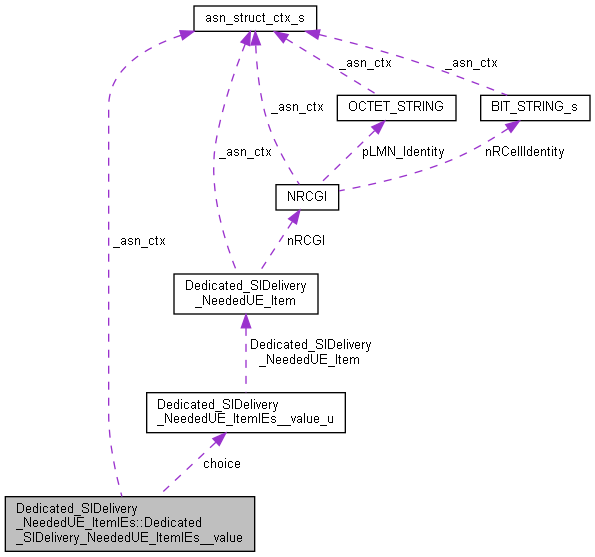 asn_struct_ctx_s
_asn_ctx
_asn_ctx
OCTET_STRING
BIT_STRING_s
_asn_ctx
_asn_ctx
pLMN_Identity
nRCellIdentity
NRCGI
_asn_ctx
nRCGI
Dedicated_SIDelivery
_NeededUE_Item
Dedicated_SIDelivery
_NeededUE_Item
Dedicated_SIDelivery
_NeededUE_ItemIEs__value_u
choice
Dedicated_SIDelivery
_NeededUE_ItemIEs::Dedicated
_SIDelivery_NeededUE_ItemIEs__value